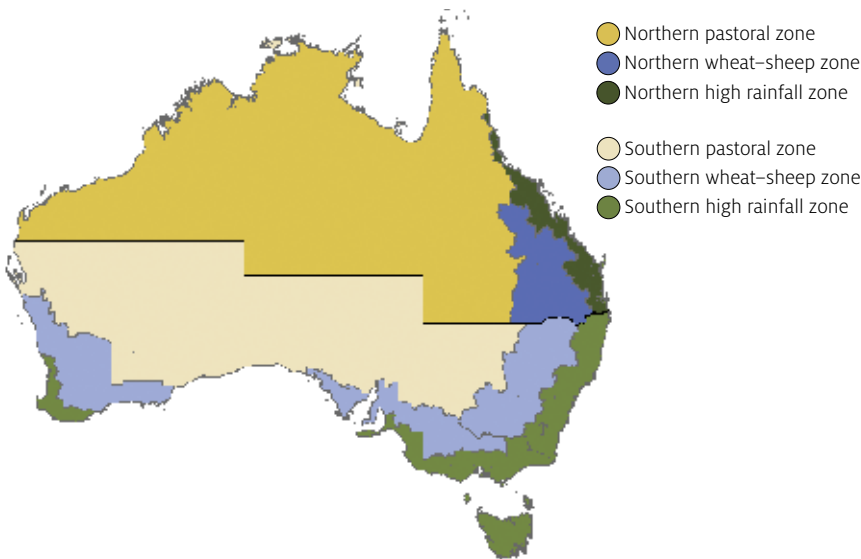 Northern pastoral zone
Northern wheat–sheep zone
Northern high rainfall zone
Southern pastoral zone
Southern wheat–sheep zone
Southern high rainfall zone